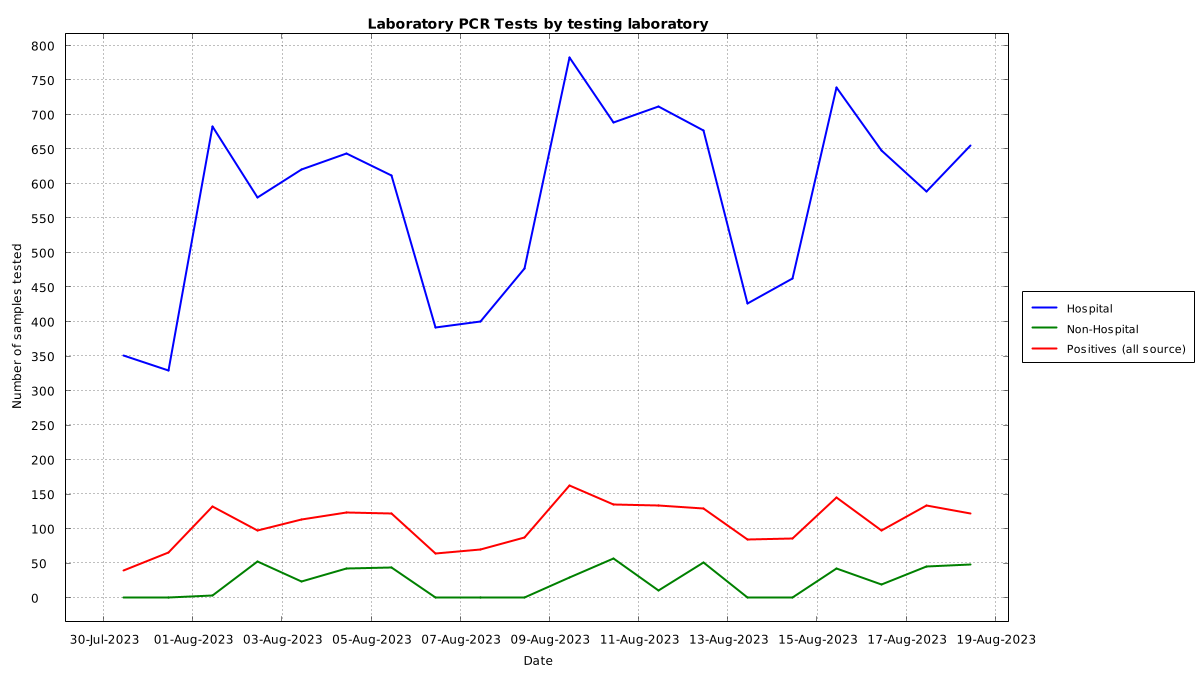 Laboratory PCR Tests by testing laboratory
800
750
700
650
600
550
500
450
400
350
300
250
200
150
100
50
0
Number of samples tested
30-Jul-2023 01-Aug-2023 03-Aug-2023 05-Aug-2023 07-Aug-2023 09-Aug-2023 11-Aug-2023 13-Aug-2023 15-Aug-2023 17-Aug-2023 19-Aug-2023
Date
Hospital
Non-Hospital
Positives (all source)